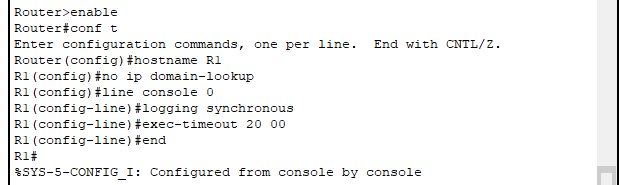 Router>enable
Router#conf t
Enter configuration commands, one per line.  End with CNTL/Z.
Router(config)#hostname R1
R1(config)#no ip domain-lookup
R1(config)#line console 0
R1(config-line)#logging synchronous
R1(config-line)#exec-timeout 20 00
R1(config-line)#end
R1#
%SYS-5-CONFIG_I: Configured from console by console